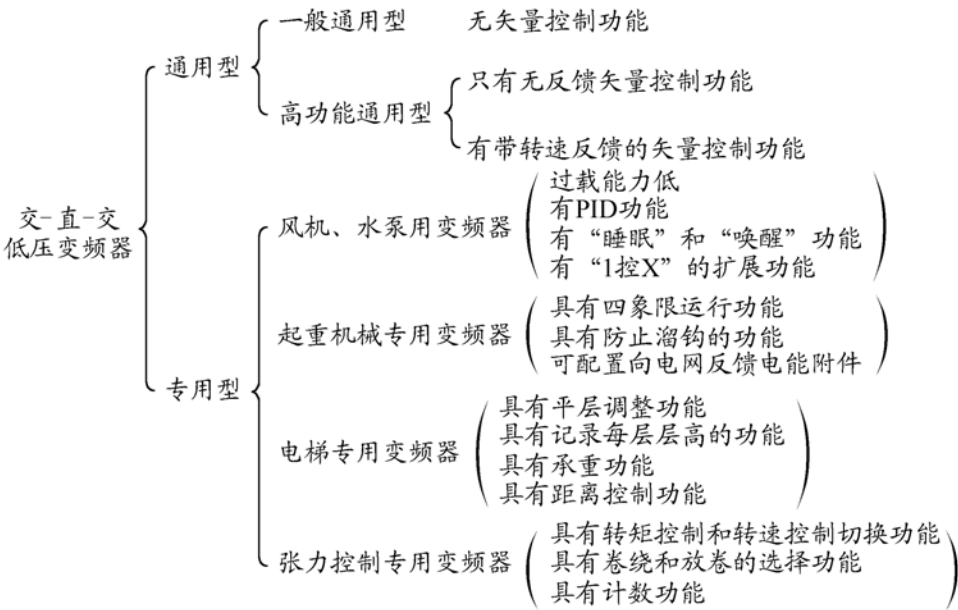 交-直-交
低压变频器
通用型
一般通用型 无矢量控制功能
高功能通用型
只有无反馈矢量控制功能
有带转速反馈的矢量控制功能
专用型
风机、水泵用变频器
过载能力低
有PID功能
有“睡眠”和“唤醒”功能
有“1控X”的扩展功能
起重机械专用变频器
具有四象限运行功能
具有防止溜钩的功能
可配置向电网反馈电能附件
电梯专用变频器
具有平层调整功能
具有记录每层层高的功能
具有承重功能
具有距离控制功能
张力控制专用变频器
具有转矩控制和转速控制切换功能
具有卷绕和放卷的选择功能
具有计数功能